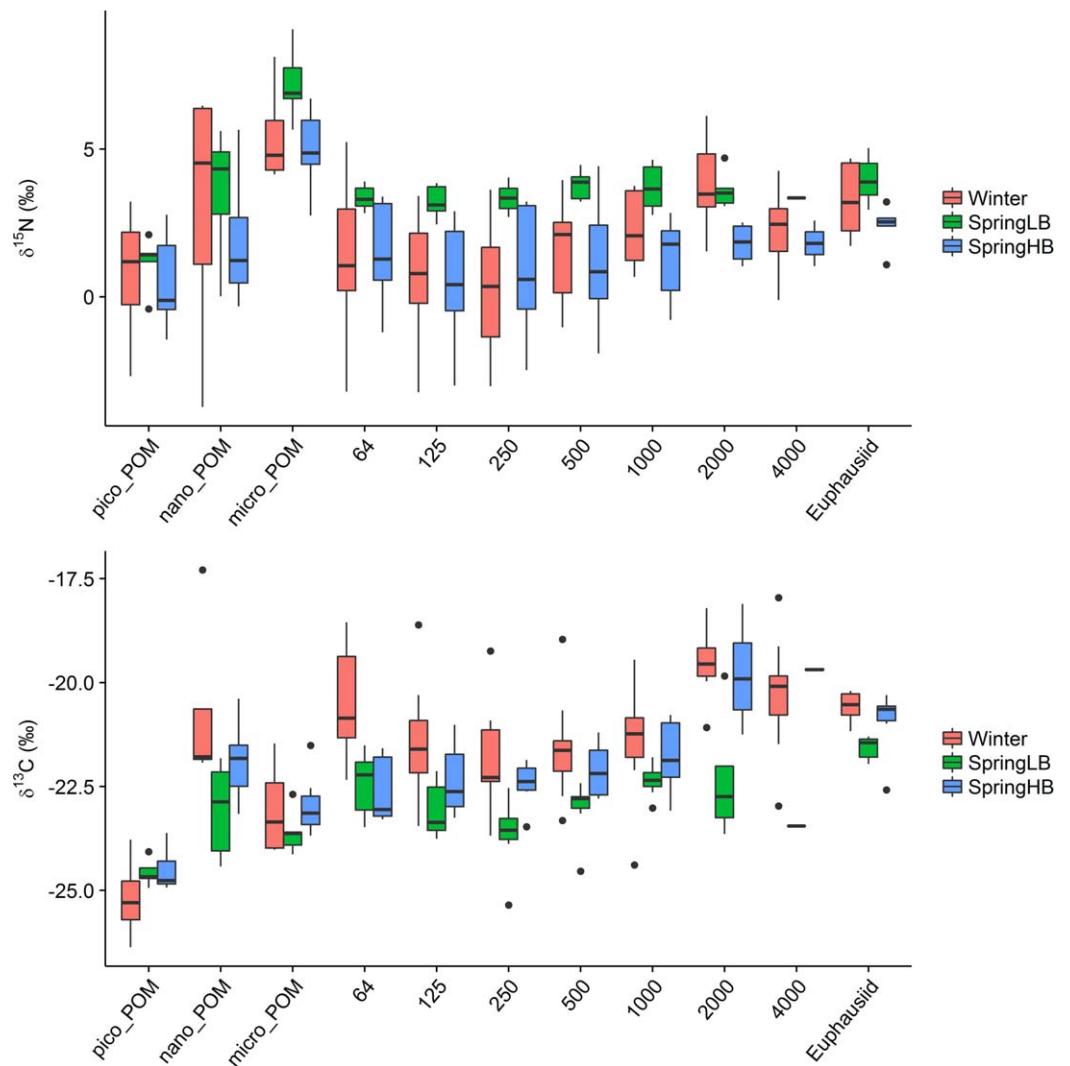 δ15N (‰)
5
0
pico_POM
nano_POM
micro_POM
64
125
250
500
1000
2000
4000
Euphausiid
Winter
SpringLB
SpringHB
δ13C (‰)
-17.5
-20.0
-22.5
-25.0
pico_POM
nano_POM
micro_POM
64
125
250
500
1000
2000
4000
Euphausiid
Winter
SpringLB
SpringHB